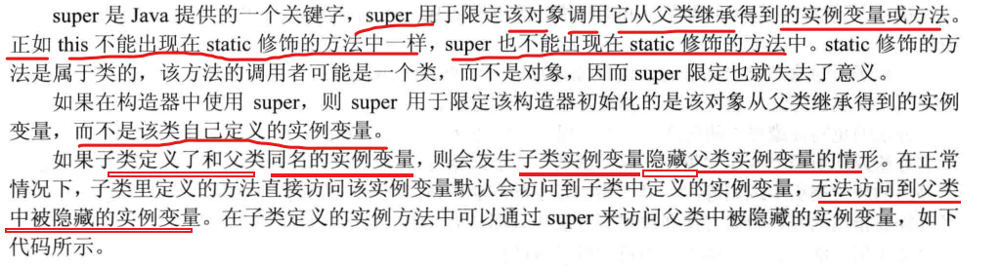 super 是 Java 提供的一个关键字，super 用于限定该对象调用它从父类继承得到的实例变量或方法。
正如 this 不能出现在 static 修饰的方法中一样，super 也不能出现在 static 修饰的方法中。static 修饰的方
法是属于类的，该方法的调用者可能是一个类，而不是对象，因而 super 限定也就失去了意义。
如果在构造器中使用 super，则 super 用于限定该构造器初始化的是该对象从父类继承得到的实例
变量，而不是该类自己定义的实例变量。
如果子类定义了和父类同名的实例变量，则会发生子类实例变量隐藏父类实例变量的情形。在正常
情况下，子类里定义的方法直接访问该实例变量默认会访问到子类中定义的实例变量，无法访问到父类
中被隐藏的实例变量。在子类定义的实例方法中可以通过 super 来访问父类中被隐藏的实例变量，如下
代码所示。